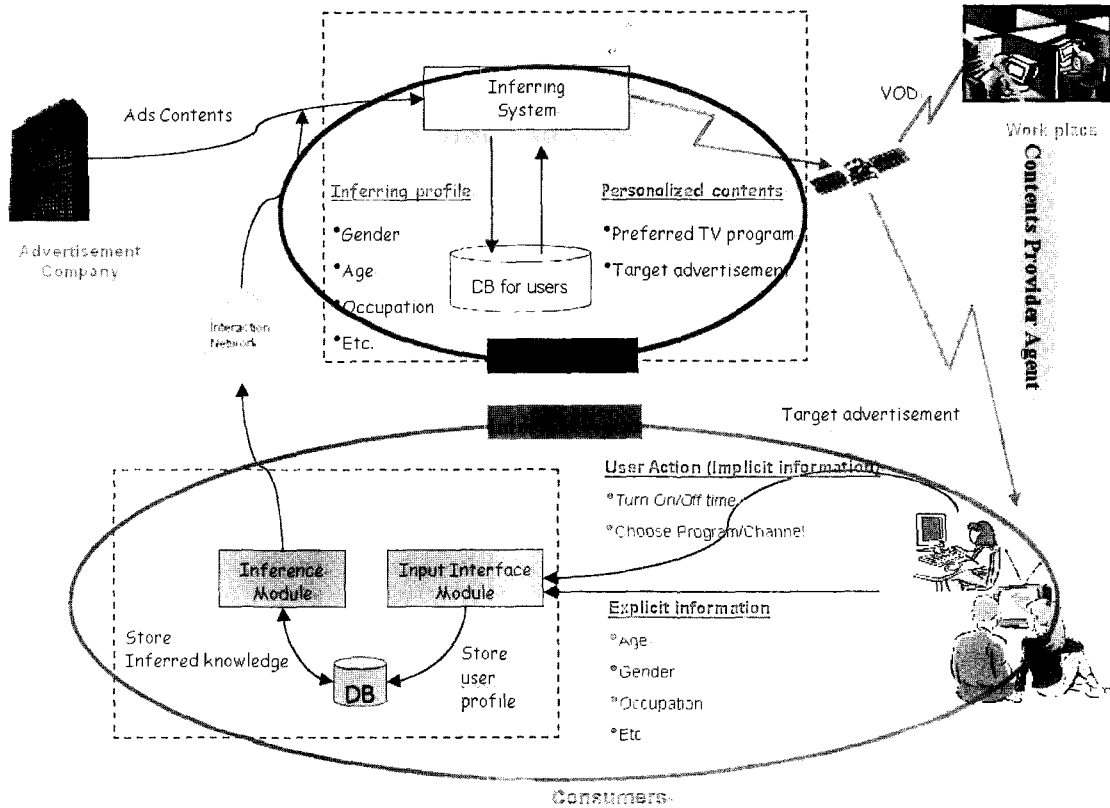 Inferring
System
Ads Contents
VOD
Work place
Contents Provider Agent
Advertisement
Company
Inferring profile
•Gender
•Age
•Occupation
•Etc.
Personalized contents
•Preferred TV program
•Target advertisement
DB for users
Interaction
Network
Target advertisement
User Action (Implicit information)
•Turn On/Off time
•Choose Program/Channel
Inference
Module
Input Interface
Module
Explicit information
•Age
•Gender
•Occupation
•Etc
Store
Inferred knowledge
Store
user
profile
DB
Consumers